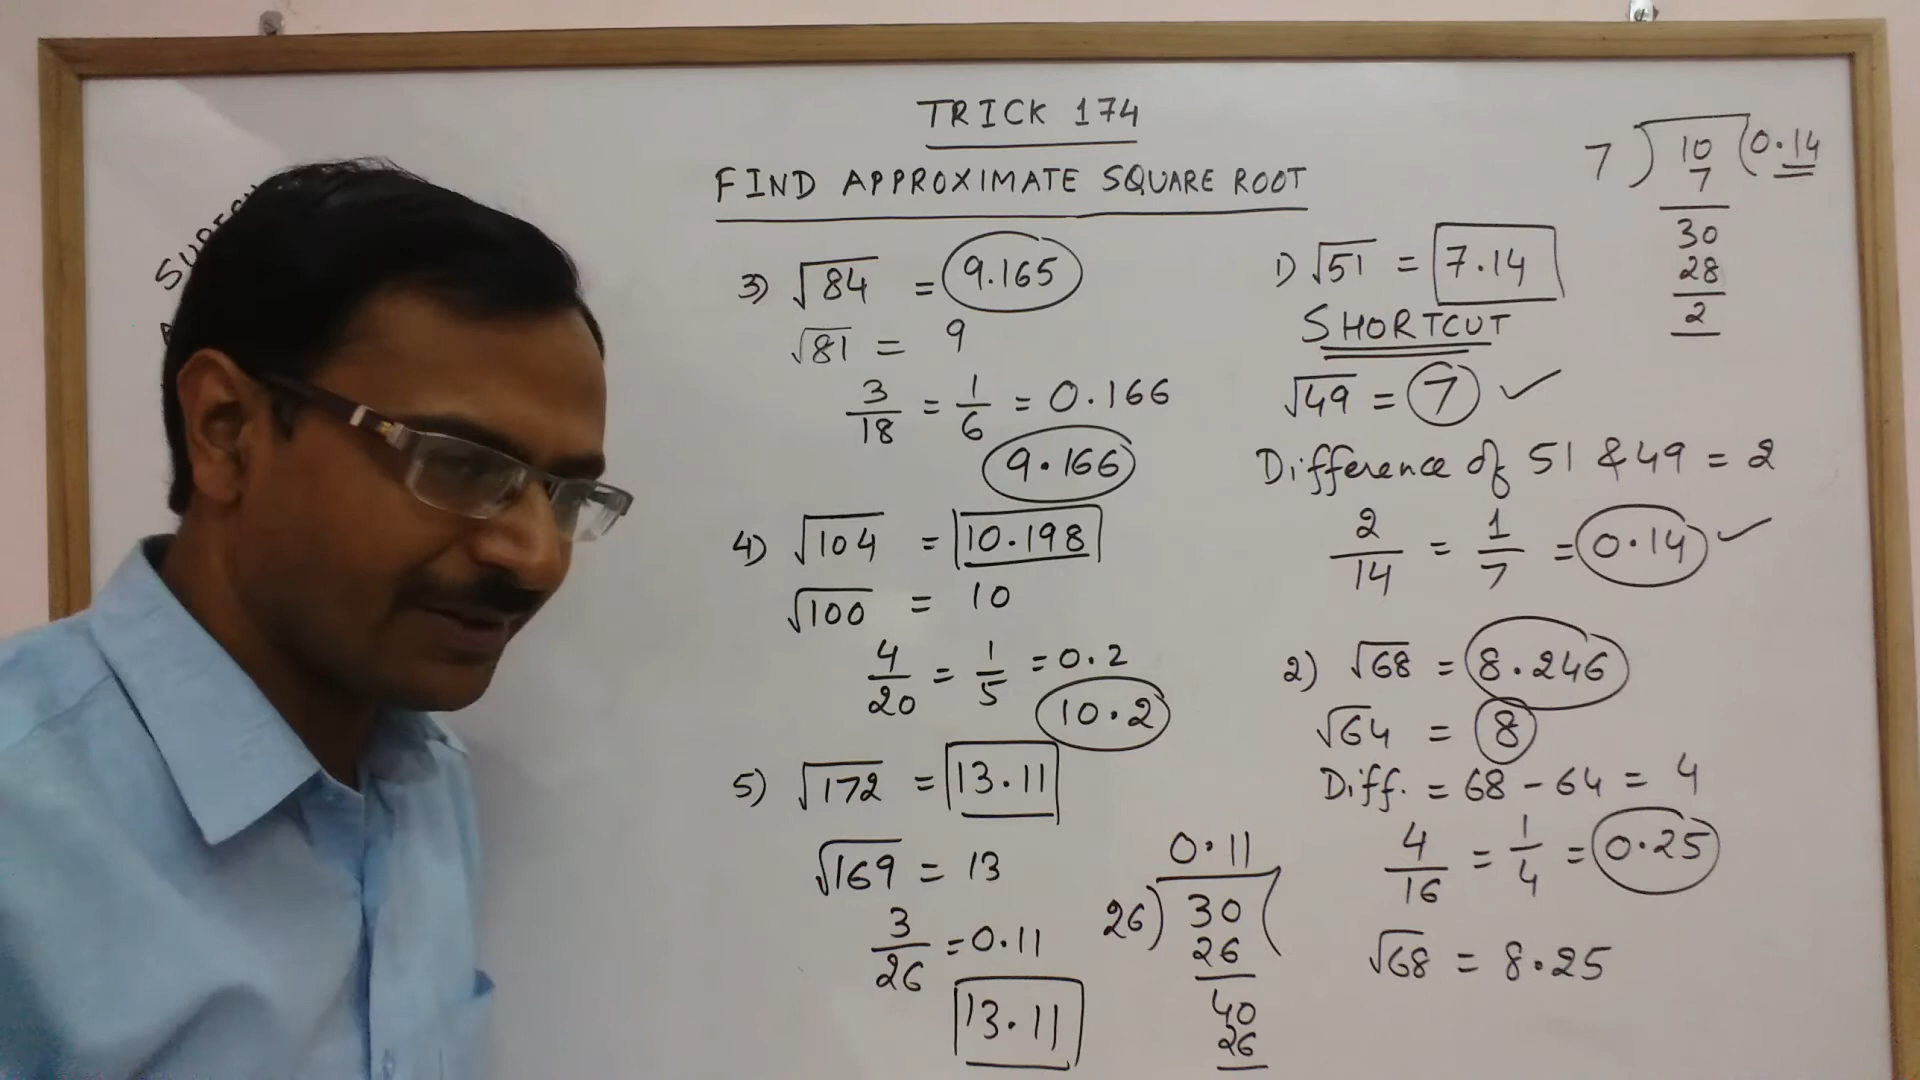 TRICK 174
FIND APPROXIMATE SQUARE ROOT
3) √84 = 9.165
√81 = 9
3/18 = 1/6 = 0.166
9.166
4) √104 = 10.198
√100 = 10
4/20 = 1/5 = 0.2
10.2
5) √172 = 13.11
√169 = 13
3/26 = 0.11
13.11
0.11
26) 30 (
26
40
26
1) √51 = 7.14
SHORTCUT
√49 = 7 ✓
Difference of 51 & 49 = 2
2/14 = 1/7 = 0.14 ✓
2) √68 = 8.246
√64 = 8
Diff. = 68 - 64 = 4
4/16 = 1/4 = 0.25
√68 = 8.25
7) 10 (0.14
7
30
28
2